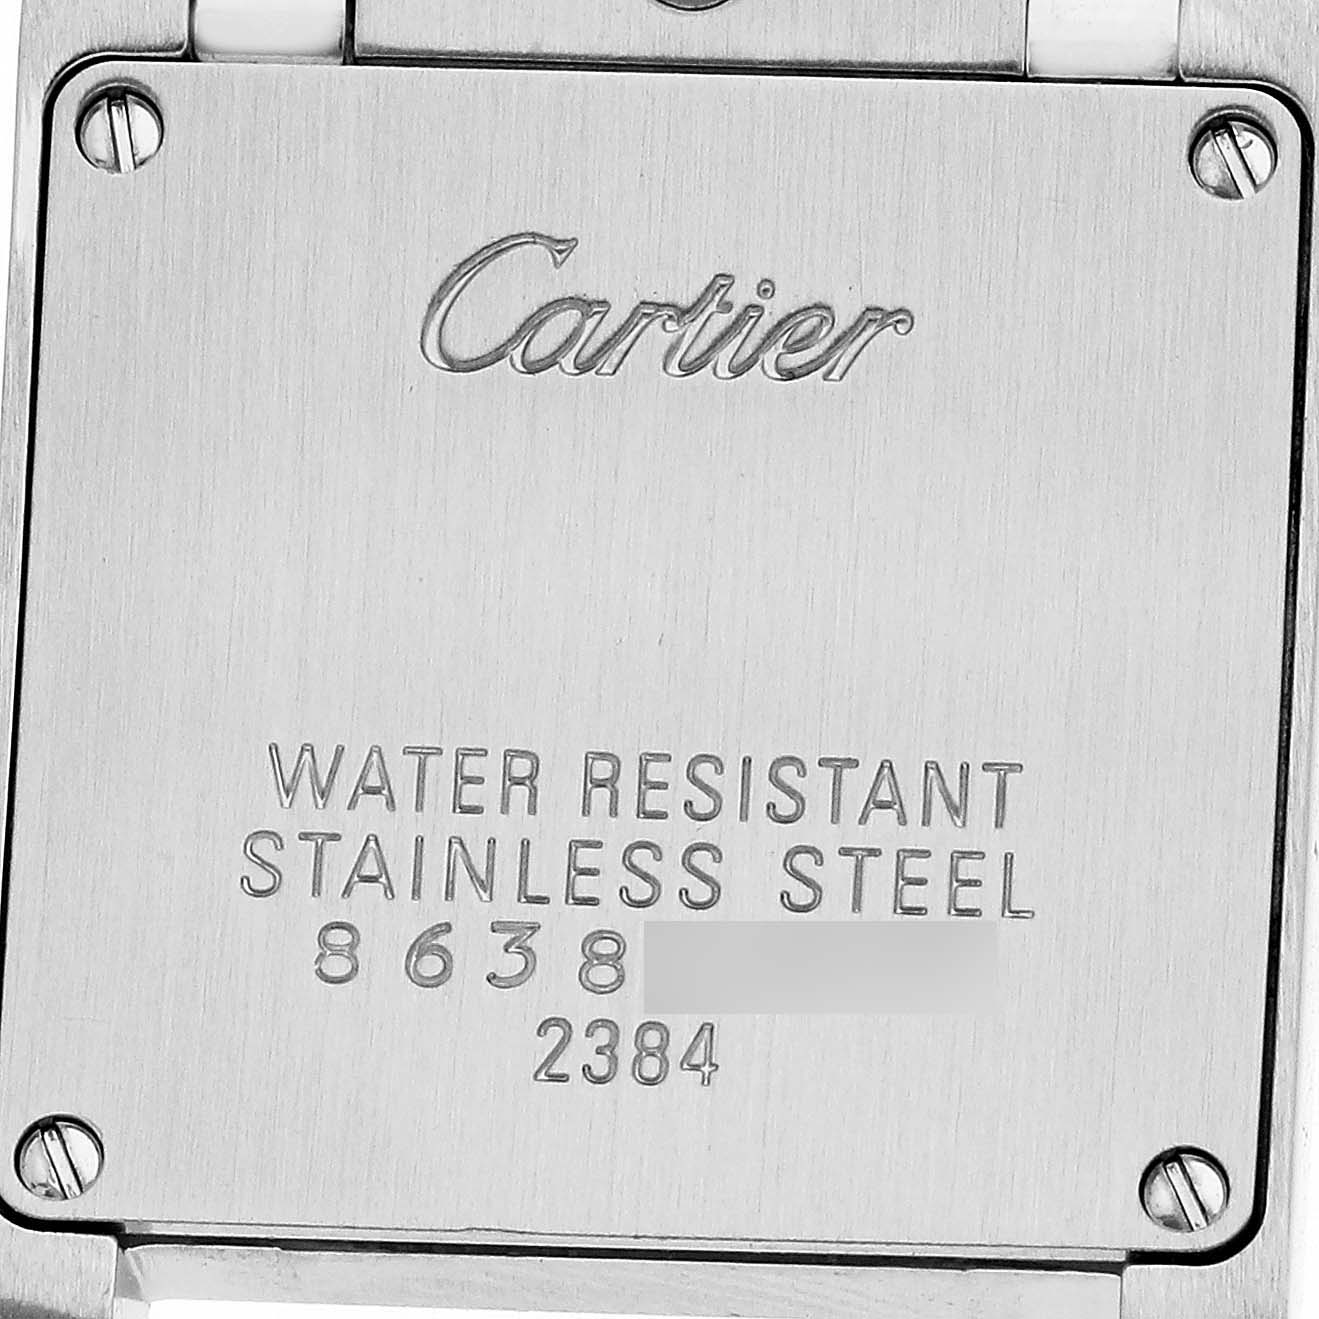 Cartier
WATER RESISTANT
STAINLESS STEEL
8638
2384